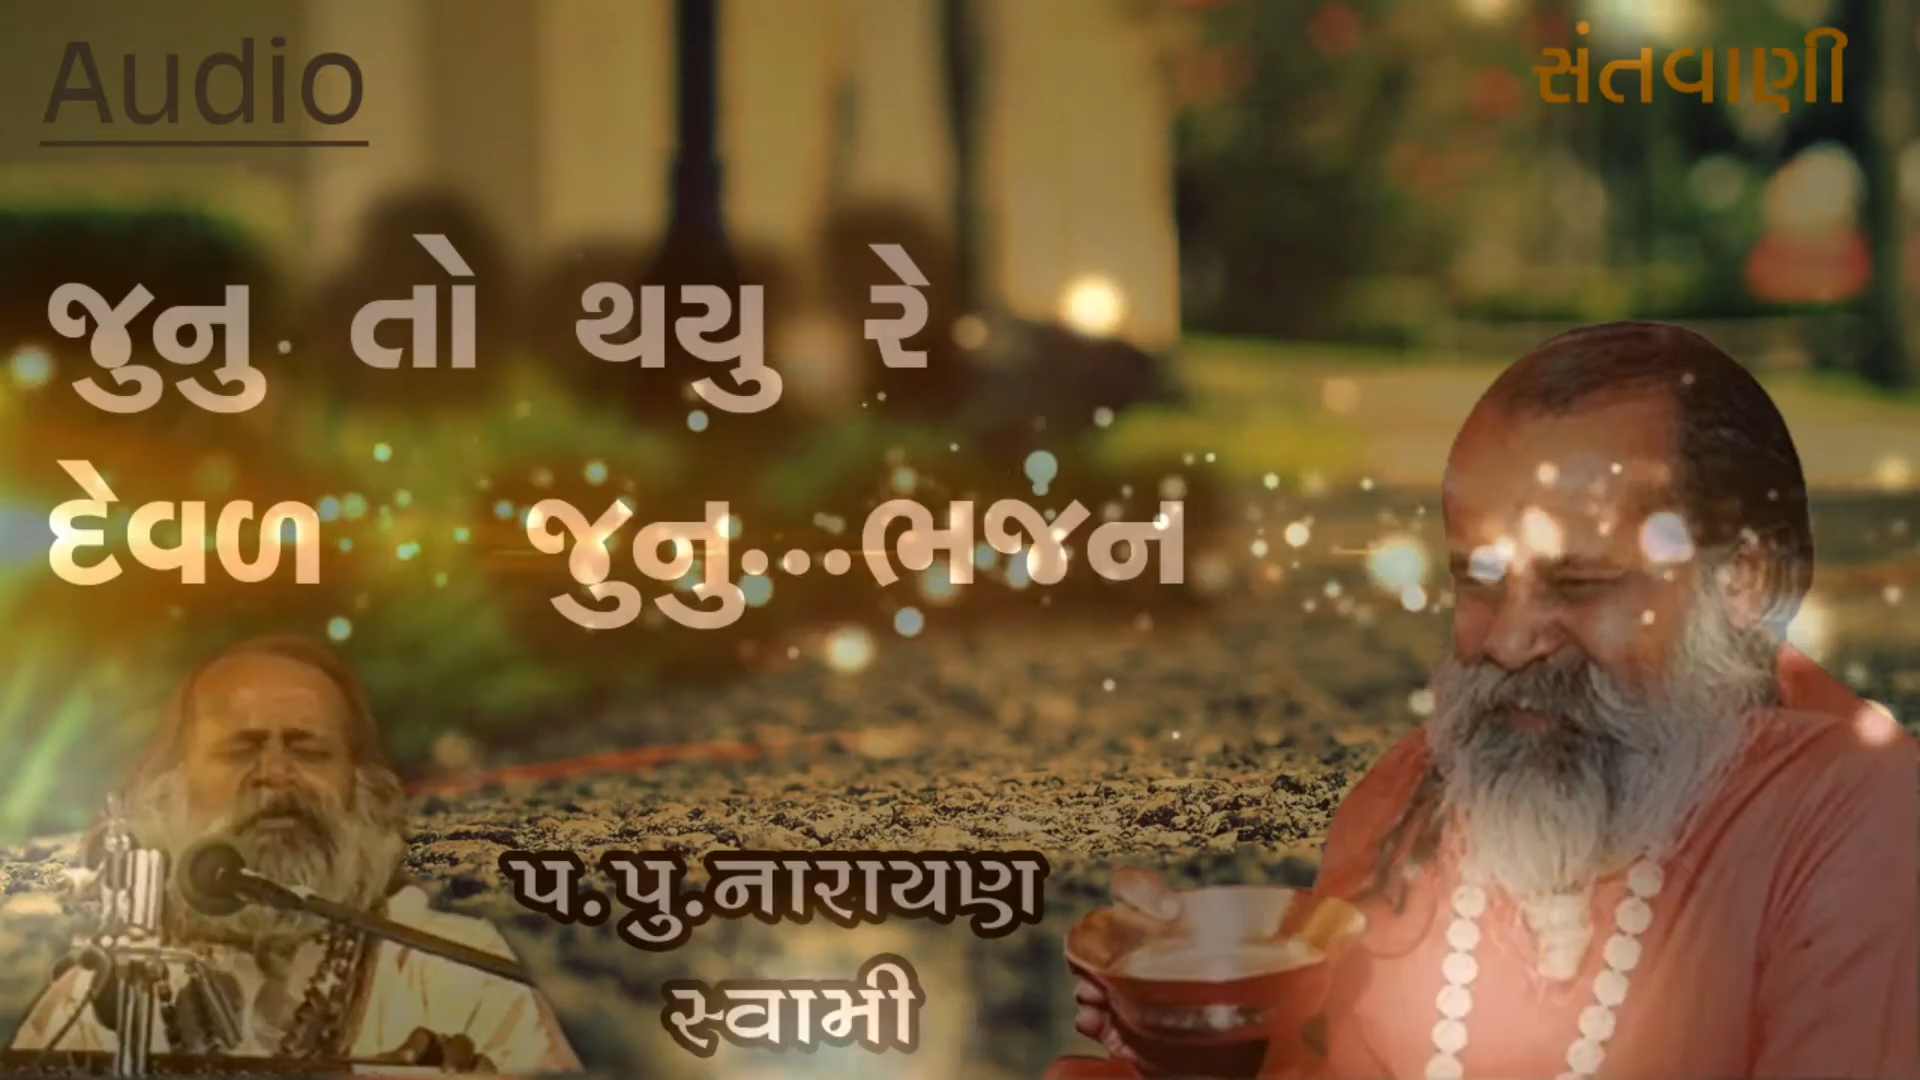 Audio
સંતવાણી
જુનુ તો થયુ રે
દેવળ જુનુ...ભજન
પ.પુ.નારાયણ
સ્વામી